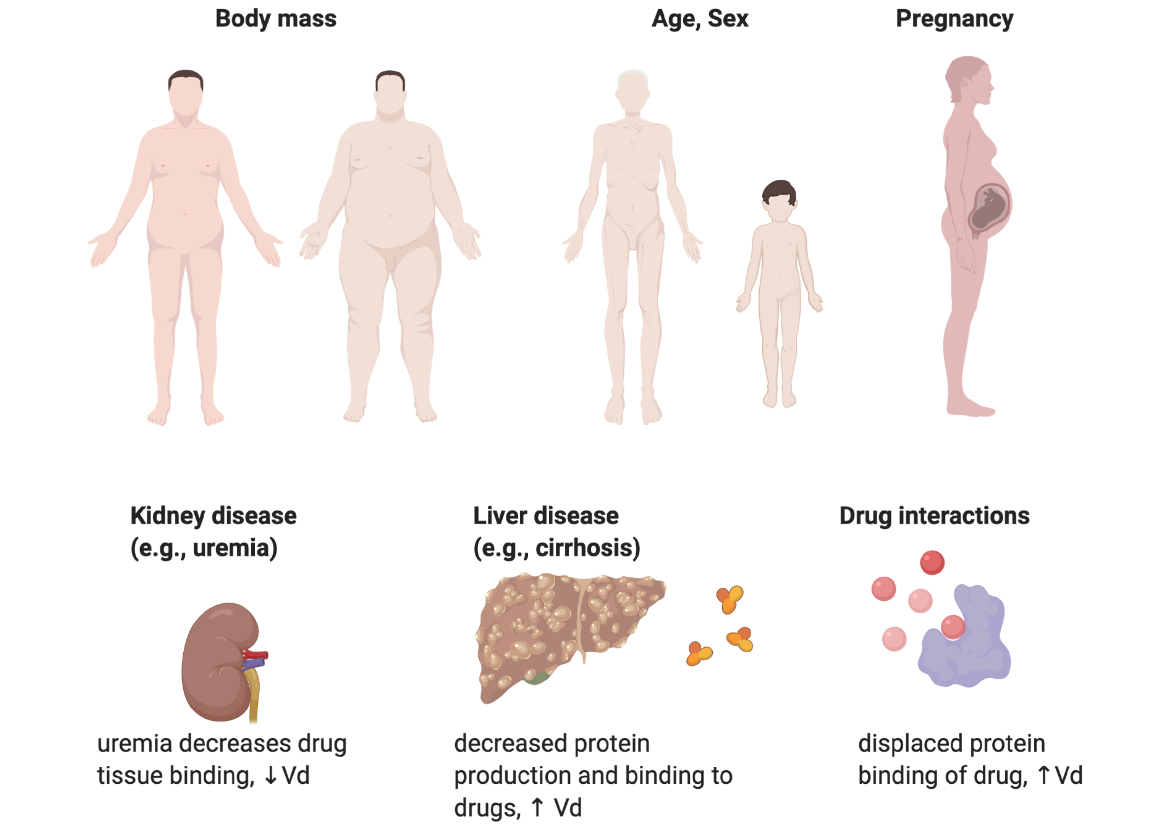 Body mass
Age, Sex
Pregnancy
Kidney disease
(e.g., uremia)
Liver disease
(e.g., cirrhosis)
Drug interactions
uremia decreases drug
tissue binding, ↓Vd
decreased protein
production and binding to
drugs, ↑ Vd
displaced protein
binding of drug, ↑Vd